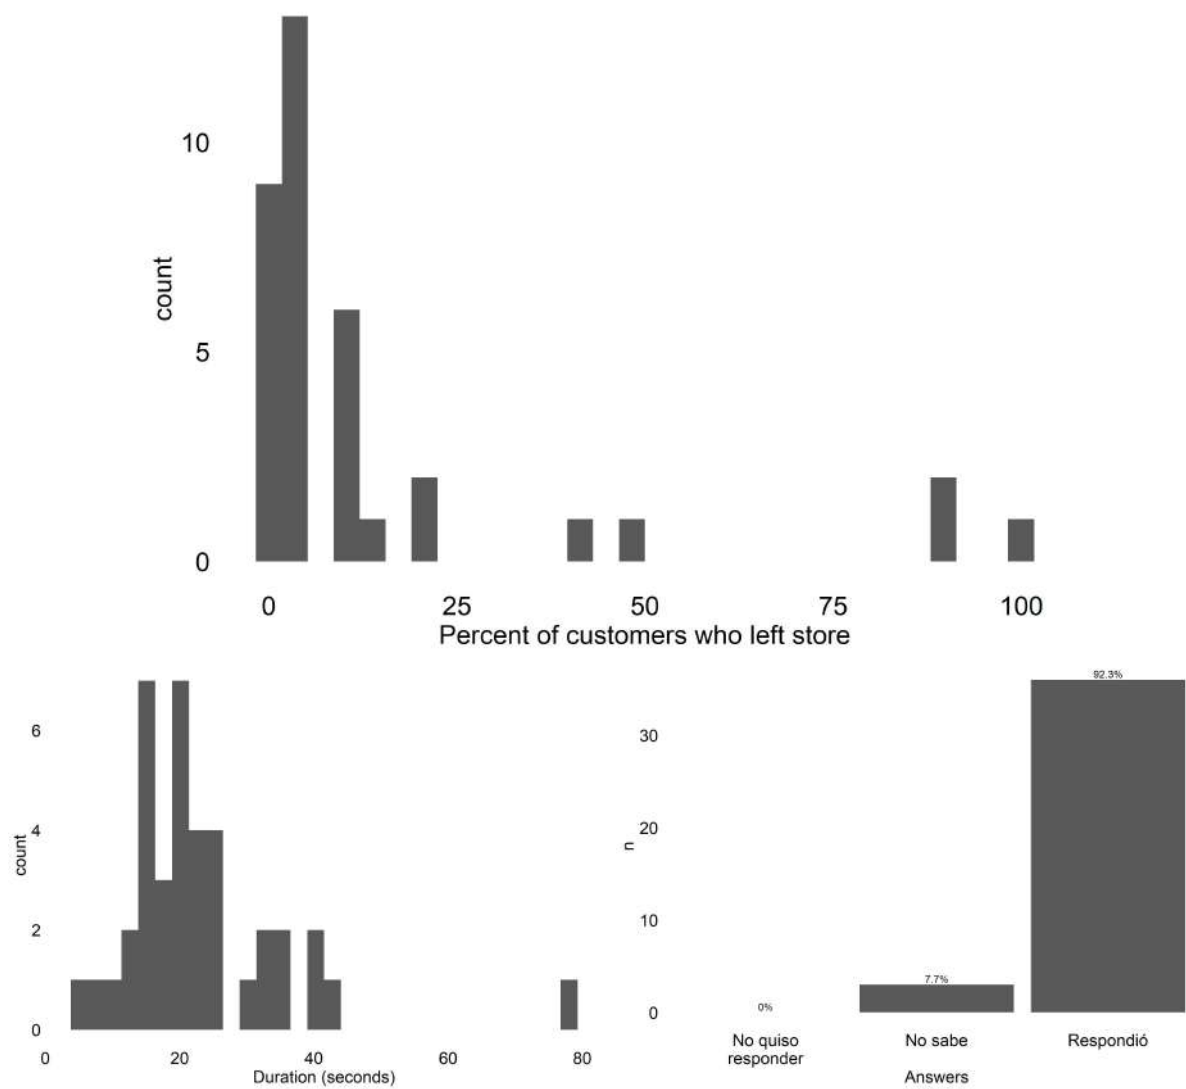 10
5
0
count
0 25 50 75 100
Percent of customers who left store
6
4
2
0
count
0 20 40 60 80
Duration (seconds)
92.3%
30
20
10
0
n
7.7%
0%
No quiso
responder
No sabe
Respondió
Answers